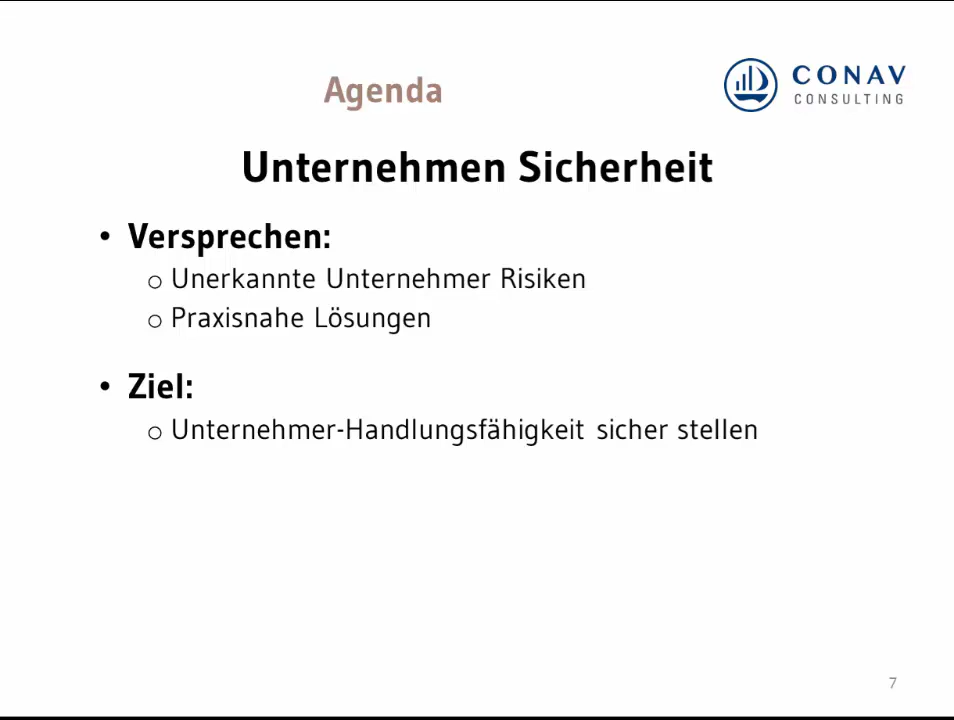 Agenda
CONAV
CONSULTING
Unternehmen Sicherheit
• Versprechen:
o Unerkannte Unternehmer Risiken
o Praxisnahe Lösungen
• Ziel:
o Unternehmer-Handlungsfähigkeit sicher stellen
7